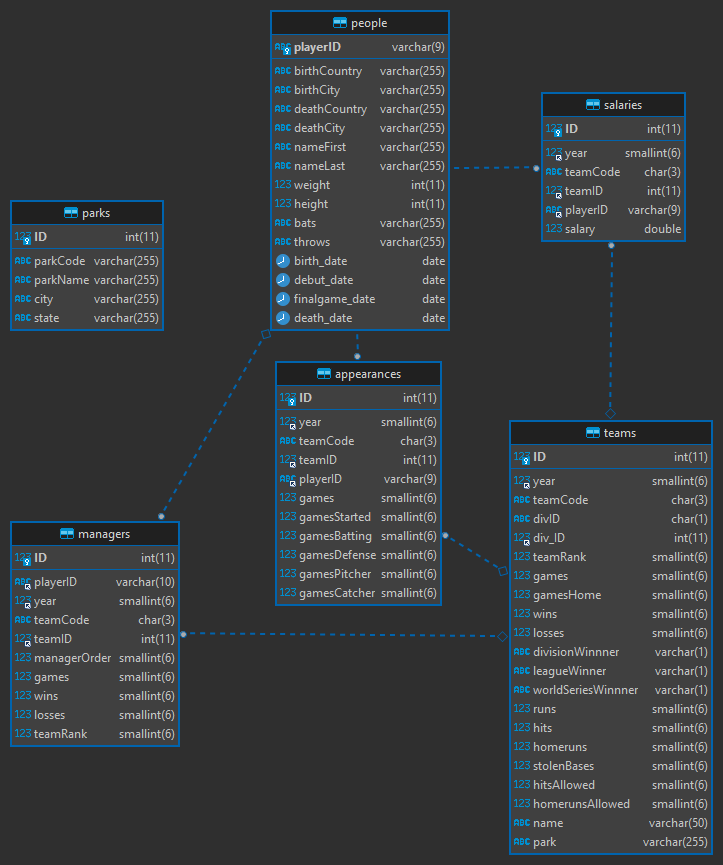 people
playerID varchar(9)
birthCountry varchar(255)
birthCity varchar(255)
deathCountry varchar(255)
deathCity varchar(255)
nameFirst varchar(255)
nameLast varchar(255)
weight int(11)
height int(11)
bats varchar(255)
throws varchar(255)
birth_date date
debut_date date
finalgame_date date
death_date date
salaries
ID int(11)
year smallint(6)
teamCode char(3)
teamID int(11)
playerID varchar(9)
salary double
parks
ID int(11)
parkCode varchar(255)
parkName varchar(255)
city varchar(255)
state varchar(255)
appearances
ID int(11)
year smallint(6)
teamCode char(3)
teamID int(11)
playerID varchar(9)
games smallint(6)
gamesStarted smallint(6)
gamesBatting smallint(6)
gamesDefense smallint(6)
gamesPitcher smallint(6)
gamesCatcher smallint(6)
teams
ID int(11)
year smallint(6)
teamCode char(3)
divID char(1)
div_ID int(11)
teamRank smallint(6)
games smallint(6)
gamesHome smallint(6)
wins smallint(6)
losses smallint(6)
divisionWinnner varchar(1)
leagueWinner varchar(1)
worldSeriesWinnner varchar(1)
runs smallint(6)
hits smallint(6)
homeruns smallint(6)
stolenBases smallint(6)
hitsAllowed smallint(6)
homerunsAllowed smallint(6)
name varchar(50)
park varchar(255)
managers
ID int(11)
playerID varchar(10)
year smallint(6)
teamCode char(3)
teamID int(11)
managerOrder smallint(6)
games smallint(6)
wins smallint(6)
losses smallint(6)
teamRank smallint(6)